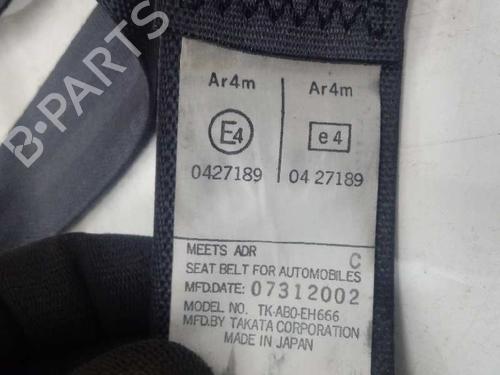 Ar4m Ar4m
E4 e4
0427189 04 27189
MEETS ADR C
SEAT BELT FOR AUTOMOBILES
MFD.DATE: 07312002
MODEL NO. TK-AB0-EH666
MFD.BY TAKATA CORPORATION
MADE IN JAPAN
B-PARTS